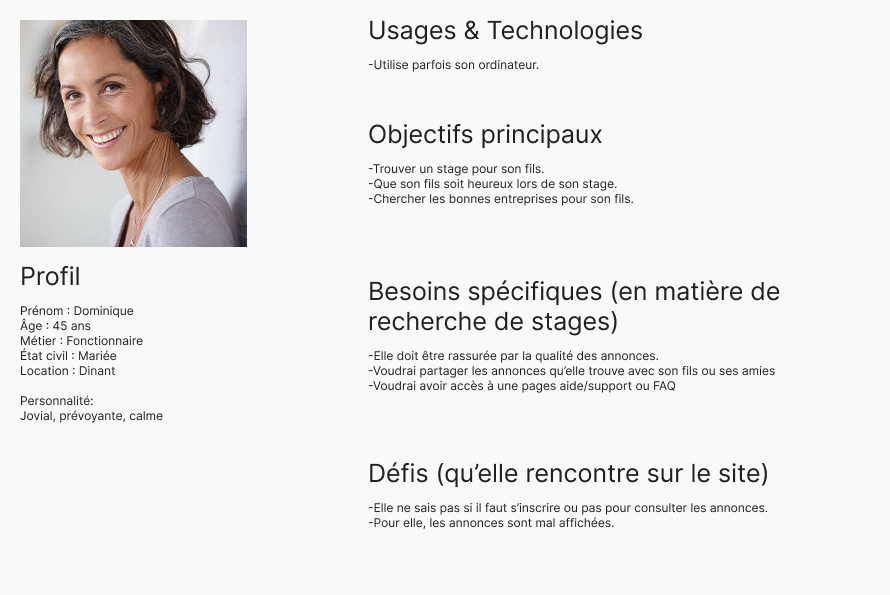 Profil
Prénom : Dominique
Âge : 45 ans
Métier : Fonctionnaire
État civil : Mariée
Location : Dinant
Personnalité:
Jovial, prévoyante, calme
Usages & Technologies
-Utilise parfois son ordinateur.
Objectifs principaux
-Trouver un stage pour son fils.
-Que son fils soit heureux lors de son stage.
-Chercher les bonnes entreprises pour son fils.
Besoins spécifiques (en matière de
recherche de stages)
-Elle doit être rassurée par la qualité des annonces.
-Voudrai partager les annonces qu’elle trouve avec son fils ou ses amies
-Voudrai avoir accès à une pages aide/support ou FAQ
Défis (qu’elle rencontre sur le site)
-Elle ne sais pas si il faut s’inscrire ou pas pour consulter les annonces.
-Pour elle, les annonces sont mal affichées.